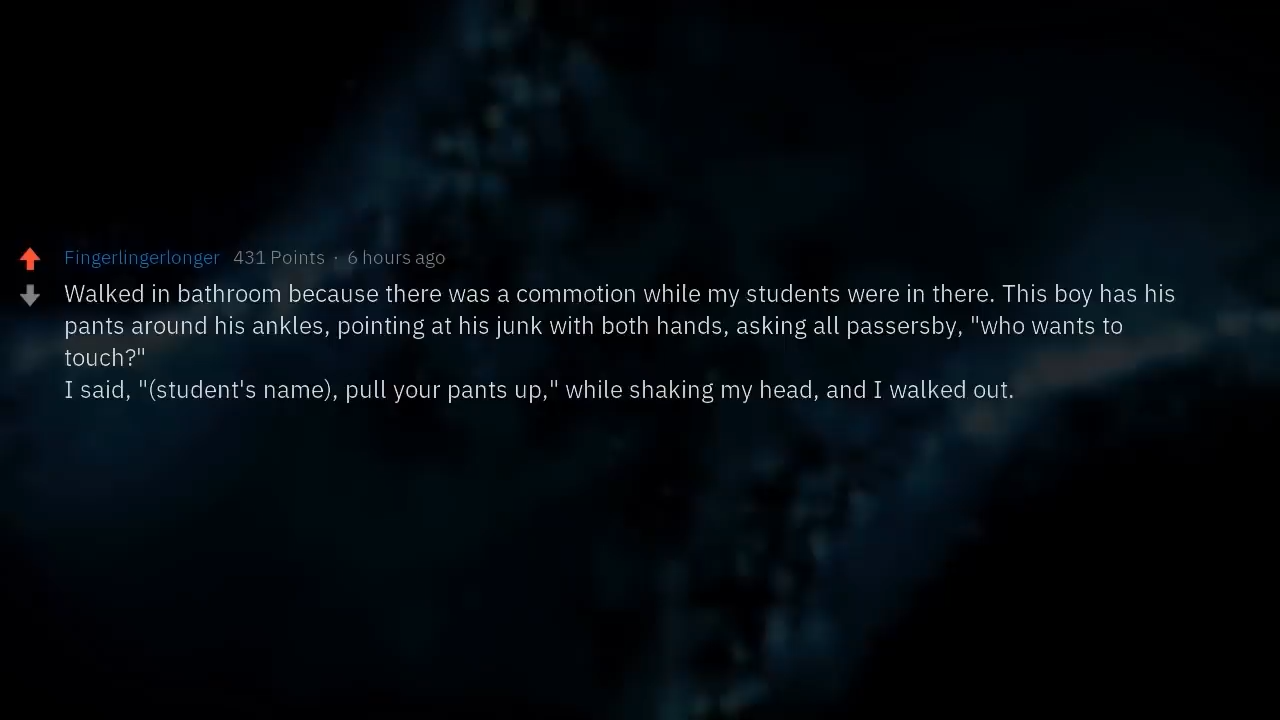 Fingerlingerlonger 431 Points · 6 hours ago
Walked in bathroom because there was a commotion while my students were in there. This boy has his
pants around his ankles, pointing at his junk with both hands, asking all passersby, "who wants to
touch?"
I said, "(student's name), pull your pants up," while shaking my head, and I walked out.